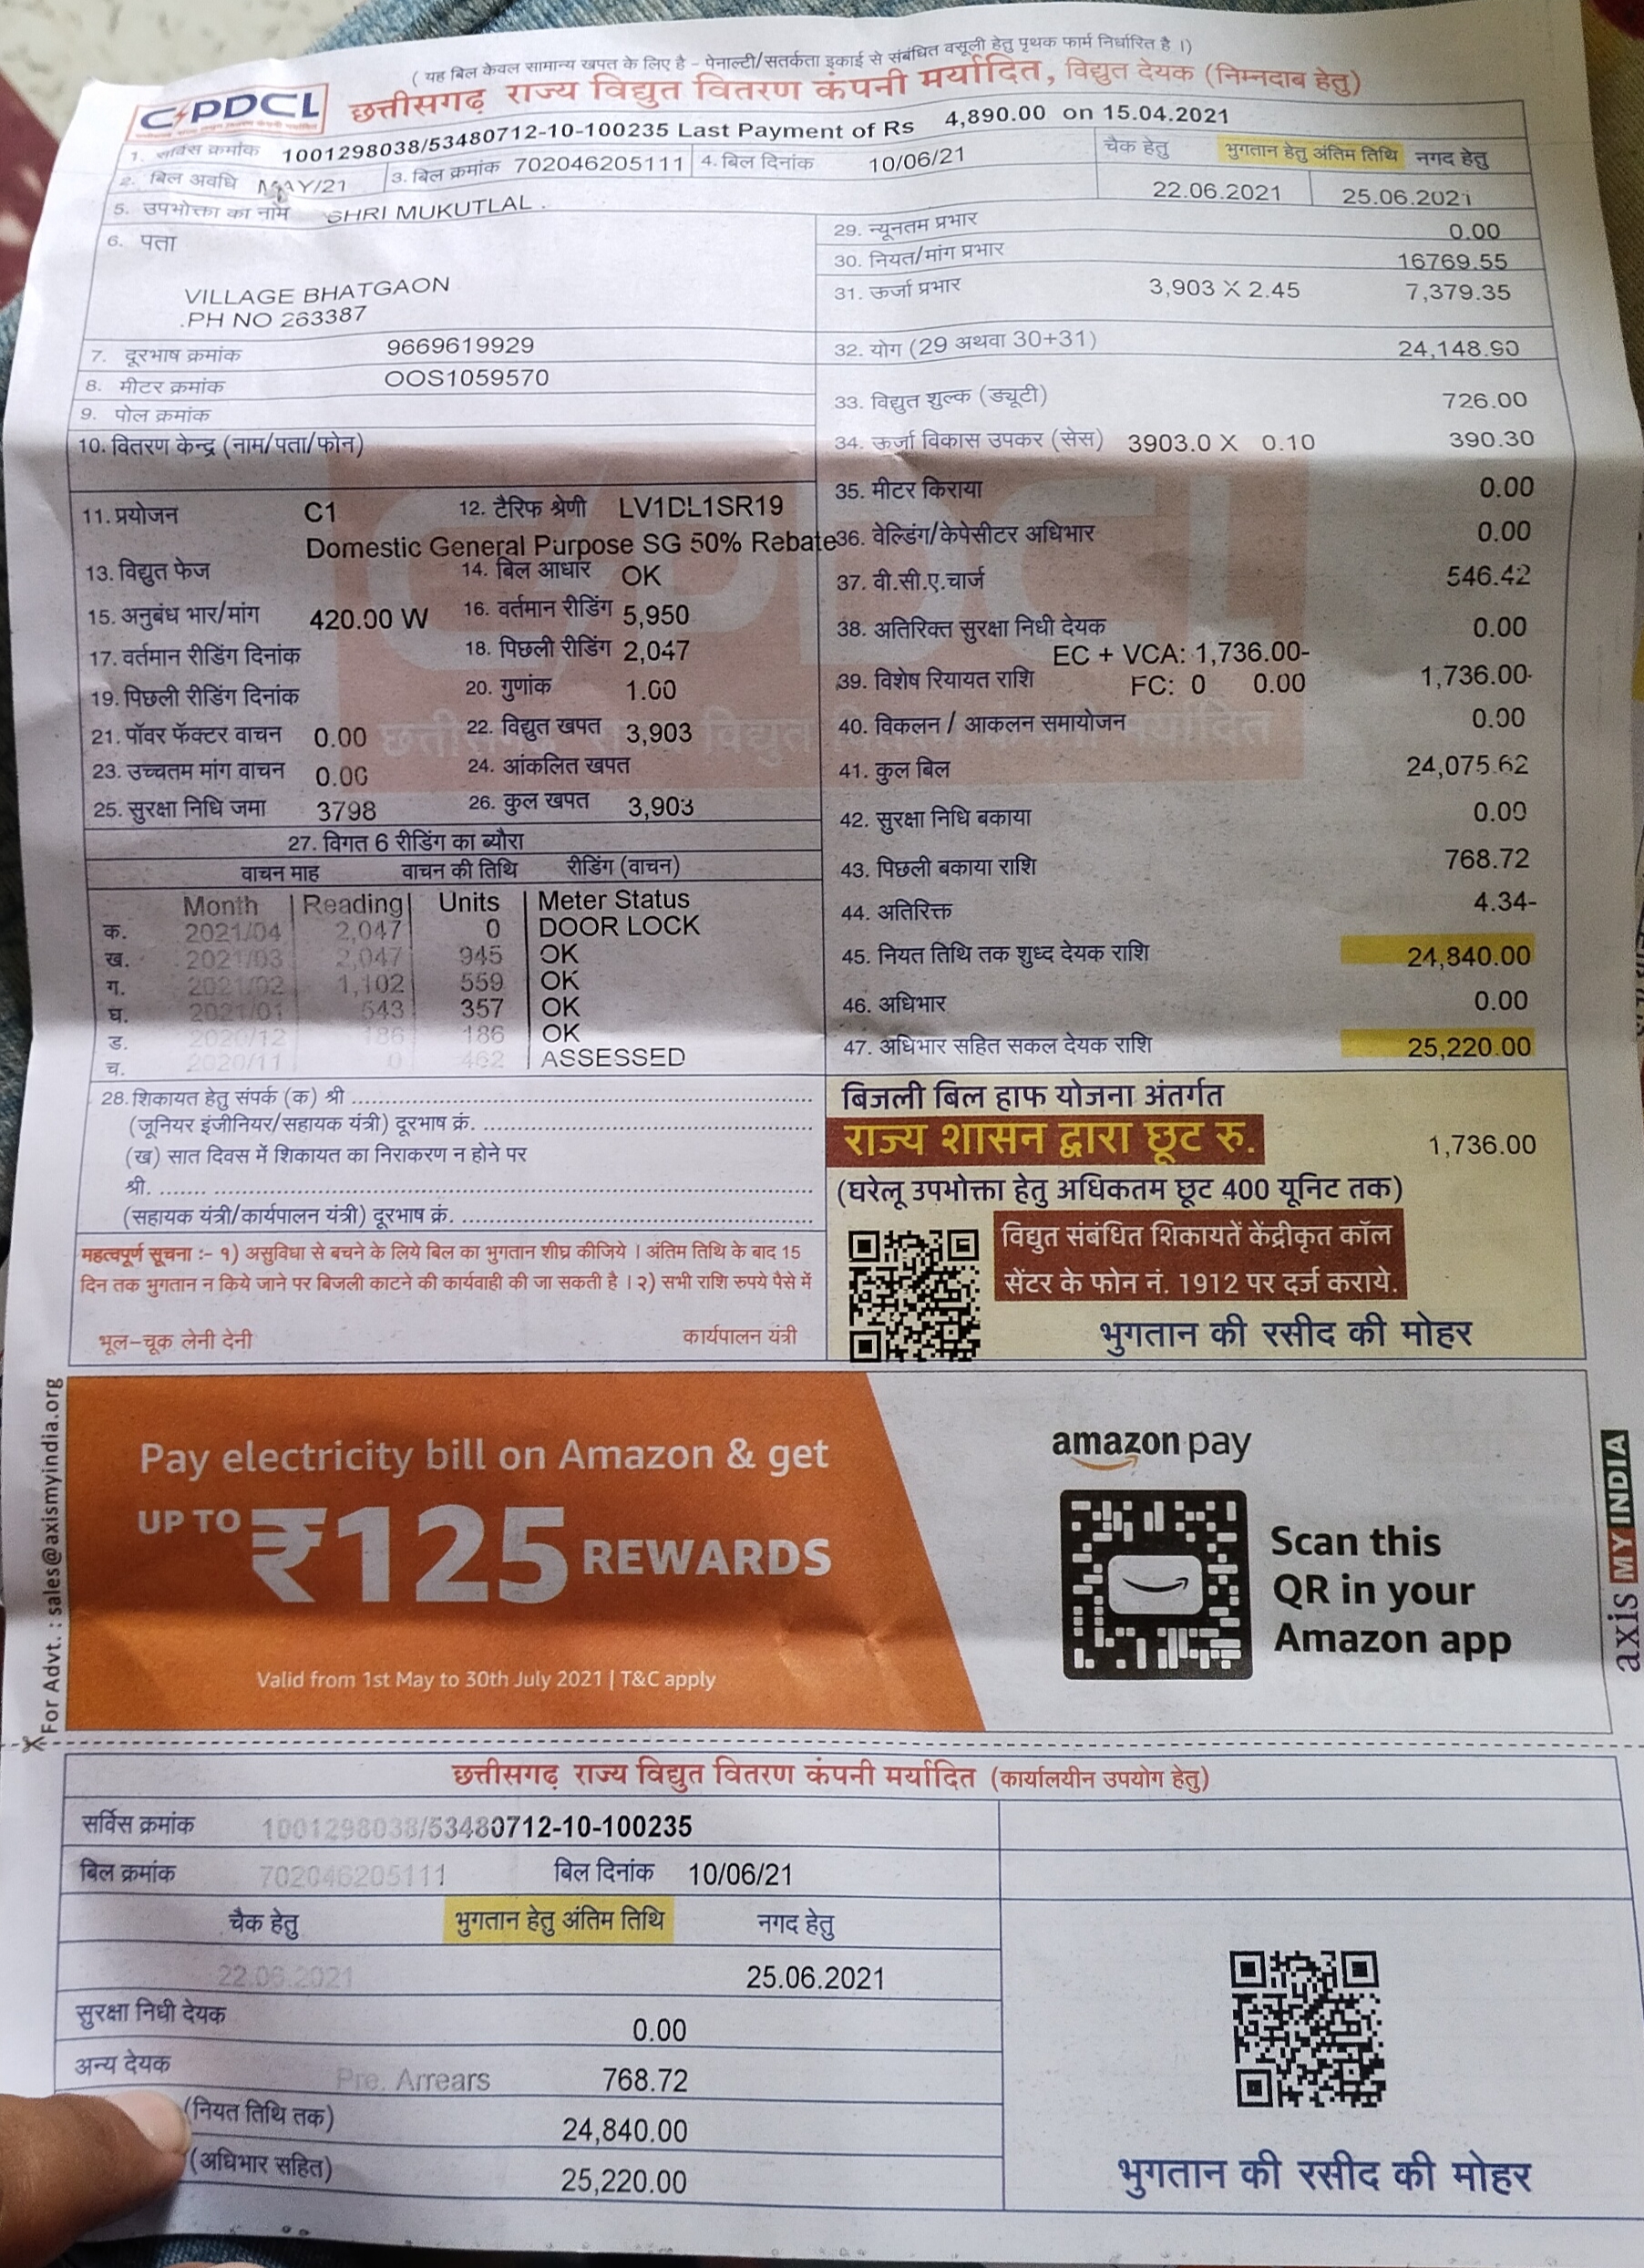 ( यह बिल केवल सामान्य खपत के लिए है - पेनाल्टी/सतर्कता इकाई से संबंधित वसूली हेतु पृथक फार्म निर्धारित है ।)
CSPDCL छत्तीसगढ़ राज्य विद्युत वितरण कंपनी मर्यादित, विद्युत देयक (निम्नदाब हेतु)
1. सर्विस क्रमांक 1001298038/53480712-10-100235 Last Payment of Rs 4,890.00 on 15.04.2021
2. बिल अवधि MAY/21 3. बिल क्रमांक 702046205111 4. बिल दिनांक 10/06/21 चैक हेतु भुगतान हेतु अंतिम तिथि नगद हेतु
22.06.2021 25.06.2021
5. उपभोक्ता का नाम SHRI MUKUTLAL .
6. पता
VILLAGE BHATGAON
.PH NO 263387
7. दूरभाष क्रमांक 9669619929
8. मीटर क्रमांक OOS1059570
9. पोल क्रमांक
10. वितरण केन्द्र (नाम/पता/फोन)
11. प्रयोजन C1 12. टैरिफ श्रेणी LV1DL1SR19
Domestic General Purpose SG 50% Rebate
13. विद्युत फेज 14. बिल आधार OK
15. अनुबंध भार/मांग 420.00 W 16. वर्तमान रीडिंग 5,950
17. वर्तमान रीडिंग दिनांक 18. पिछली रीडिंग 2,047
19. पिछली रीडिंग दिनांक 20. गुणांक 1.00
21. पॉवर फॅक्टर वाचन 0.00 22. विद्युत खपत 3,903
23. उच्चतम मांग वाचन 0.00 24. आंकलित खपत
25. सुरक्षा निधि जमा 3798 26. कुल खपत 3,903
27. विगत 6 रीडिंग का ब्यौरा
वाचन माह वाचन की तिथि रीडिंग (वाचन)
Month | Reading| Units | Meter Status
क. 2021/04 2,047 0 DOOR LOCK
ख. 2021/03 2,047 945 OK
ग. 2021/02 1,102 559 OK
घ. 2021/01 543 357 OK
ड. 2020/12 186 186 OK
च. 2020/11 0 462 ASSESSED
28. शिकायत हेतु संपर्क (क) श्री
(जूनियर इंजीनियर/सहायक यंत्री) दूरभाष क्रं.
(ख) सात दिवस में शिकायत का निराकरण न होने पर
श्री.
(सहायक यंत्री/कार्यपालन यंत्री) दूरभाष क्रं.
महत्वपूर्ण सूचना :- १) असुविधा से बचने के लिये बिल का भुगतान शीघ्र कीजिये । अंतिम तिथि के बाद 15
दिन तक भुगतान न किये जाने पर बिजली काटने की कार्यवाही की जा सकती है । २) सभी राशि रुपये पैसे में
भूल-चूक लेनी देनी कार्यपालन यंत्री
29. न्यूनतम प्रभार 0.00
30. नियत/मांग प्रभार 16769.55
31. ऊर्जा प्रभार 3,903 X 2.45 7,379.35
32. योग (29 अथवा 30+31) 24,148.90
33. विद्युत शुल्क (ड्यूटी) 726.00
34. ऊर्जा विकास उपकर (सेस) 3903.0 X 0.10 390.30
35. मीटर किराया 0.00
36. वेल्डिंग/केपेसीटर अधिभार 0.00
37. वी.सी.ए.चार्ज 546.42
38. अतिरिक्त सुरक्षा निधी देयक 0.00
EC + VCA: 1,736.00-
39. विशेष रियायत राशि FC: 0 0.00 1,736.00-
40. विकलन / आकलन समायोजन 0.00
41. कुल बिल 24,075.62
42. सुरक्षा निधि बकाया 0.00
43. पिछली बकाया राशि 768.72
44. अतिरिक्त 4.34-
45. नियत तिथि तक शुध्द देयक राशि 24,840.00
46. अधिभार 0.00
47. अधिभार सहित सकल देयक राशि 25,220.00
बिजली बिल हाफ योजना अंतर्गत
राज्य शासन द्वारा छूट रु. 1,736.00
(घरेलू उपभोक्ता हेतु अधिकतम छूट 400 यूनिट तक)
विद्युत संबंधित शिकायतें केंद्रीकृत कॉल
सेंटर के फोन नं. 1912 पर दर्ज कराये.
भुगतान की रसीद की मोहर
For Advt. : sales@axismyindia.org
Pay electricity bill on Amazon & get
UP TO ₹125 REWARDS
Valid from 1st May to 30th July 2021 | T&C apply
amazon pay
Scan this
QR in your
Amazon app
axis MY INDIA
छत्तीसगढ़ राज्य विद्युत वितरण कंपनी मर्यादित (कार्यालयीन उपयोग हेतु)
सर्विस क्रमांक 1001298038/53480712-10-100235
बिल क्रमांक 702046205111 बिल दिनांक 10/06/21
चैक हेतु भुगतान हेतु अंतिम तिथि नगद हेतु
22.06.2021 25.06.2021
सुरक्षा निधी देयक 0.00
अन्य देयक Pre. Arrears 768.72
(नियत तिथि तक) 24,840.00
(अधिभार सहित) 25,220.00
भुगतान की रसीद की मोहर